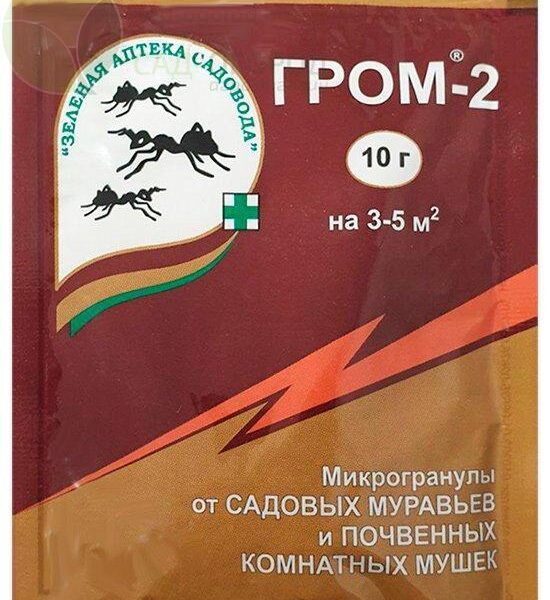 "ЗЕЛЕНАЯ АПТЕКА САДОВОДА"
ГРОМ®-2
10 г
на 3-5 м²
Микрогранулы
от САДОВЫХ МУРАВЬЕВ
и ПОЧВЕННЫХ
КОМНАТНЫХ МУШЕК